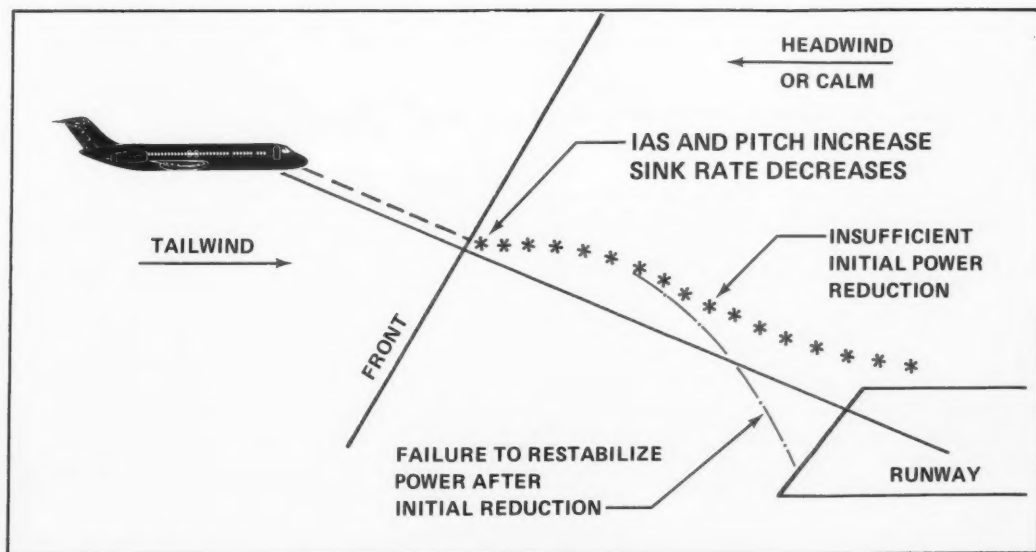 HEADWIND
OR CALM
IAS AND PITCH INCREASE
SINK RATE DECREASES
TAILWIND
INSUFFICIENT
INITIAL POWER
REDUCTION
FRONT
FAILURE TO RESTABILIZE
POWER AFTER
INITIAL REDUCTION
RUNWAY